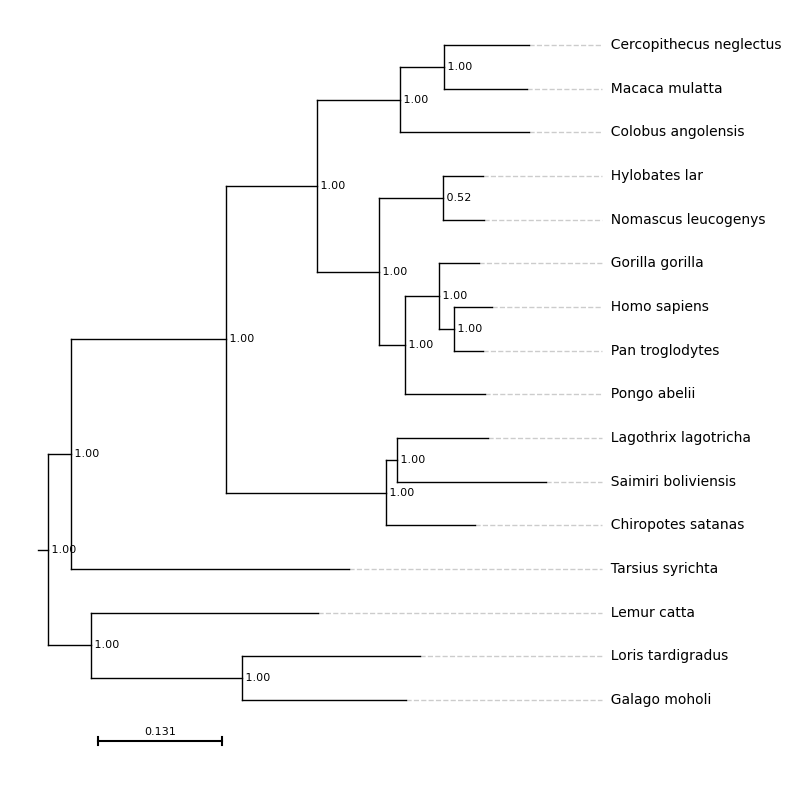 Cercopithecus neglectus
1.00
Macaca mulatta
1.00
Colobus angolensis
Hylobates lar
1.00
0.52
Nomascus leucogenys
Gorilla gorilla
1.00
1.00
Homo sapiens
1.00
1.00
1.00
Pan troglodytes
Pongo abelii
Lagothrix lagotricha
1.00
1.00
Saimiri boliviensis
1.00
Chiropotes satanas
1.00
Tarsius syrichta
Lemur catta
1.00
Loris tardigradus
1.00
Galago moholi
0.131